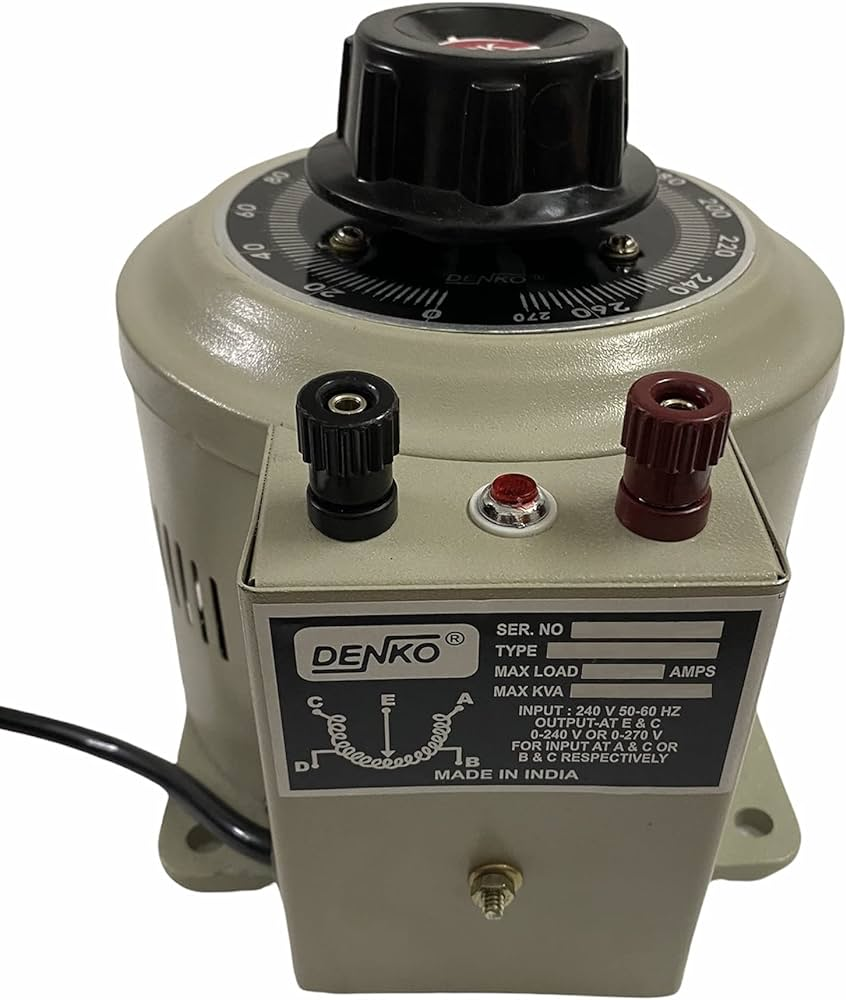 80
60
40
20
0
270
260
240
220
200
DENKO®
DENKO®
SER. NO
TYPE
MAX LOAD AMPS
MAX KVA
INPUT : 240 V 50-60 HZ
OUTPUT-AT E & C
0-240 V OR 0-270 V
FOR INPUT AT A & C OR
B & C RESPECTIVELY
C E A
D B
MADE IN INDIA